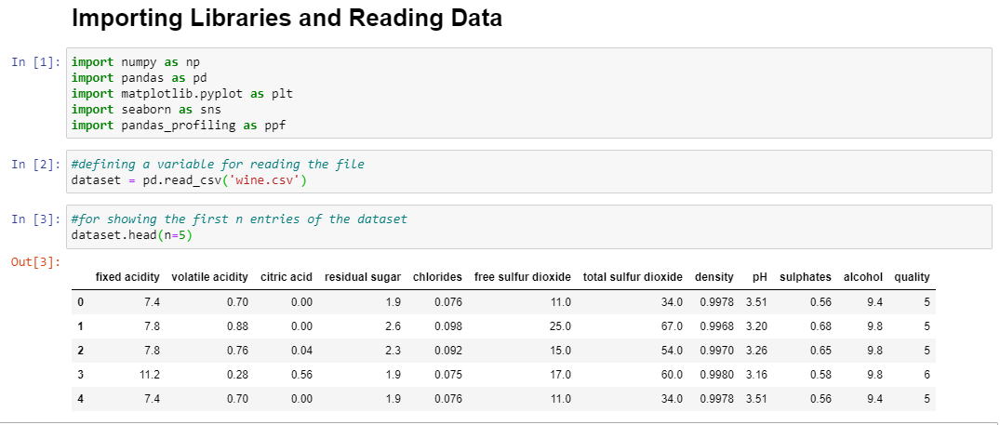 Importing Libraries and Reading Data
In [1]: import numpy as np
import pandas as pd
import matplotlib.pyplot as plt
import seaborn as sns
import pandas_profiling as ppf
In [2]: #defining a variable for reading the file
dataset = pd.read_csv('wine.csv')
In [3]: #for showing the first n entries of the dataset
dataset.head(n=5)
Out[3]:
fixed acidity volatile acidity citric acid residual sugar chlorides free sulfur dioxide total sulfur dioxide density pH sulphates alcohol quality
0 7.4 0.70 0.00 1.9 0.076 11.0 34.0 0.9978 3.51 0.56 9.4 5
1 7.8 0.88 0.00 2.6 0.098 25.0 67.0 0.9968 3.20 0.68 9.8 5
2 7.8 0.76 0.04 2.3 0.092 15.0 54.0 0.9970 3.26 0.65 9.8 5
3 11.2 0.28 0.56 1.9 0.075 17.0 60.0 0.9980 3.16 0.58 9.8 6
4 7.4 0.70 0.00 1.9 0.076 11.0 34.0 0.9978 3.51 0.56 9.4 5